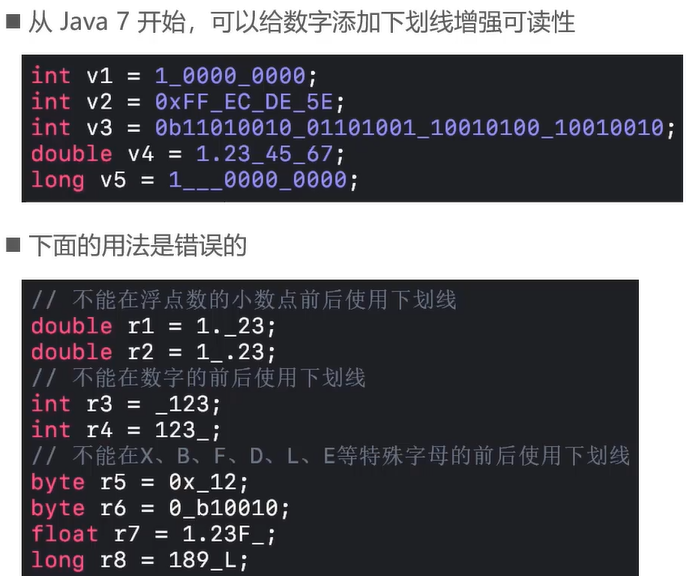 ■ 从 Java 7 开始，可以给数字添加下划线增强可读性
int v1 = 1_0000_0000;
int v2 = 0xFF_EC_DE_5E;
int v3 = 0b11010010_01101001_10010100_10010010;
double v4 = 1.23_45_67;
long v5 = 1___0000_0000;
■ 下面的用法是错误的
// 不能在浮点数的小数点前后使用下划线
double r1 = 1._23;
double r2 = 1_.23;
// 不能在数字的前后使用下划线
int r3 = _123;
int r4 = 123_;
// 不能在X、B、F、D、L、E等特殊字母的前后使用下划线
byte r5 = 0x_12;
byte r6 = 0_b10010;
float r7 = 1.23F_;
long r8 = 189_L;